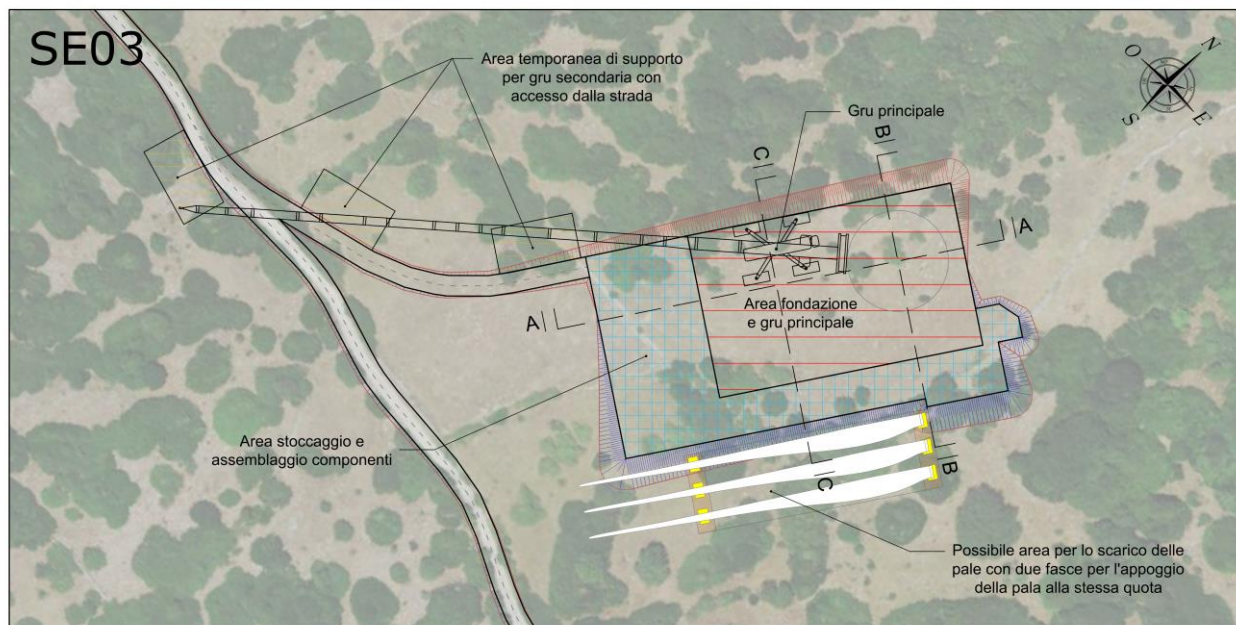 SE03
Area temporanea di supporto
per gru secondaria con
accesso dalla strada
Gru principale
N
O
S
E
B
C
A
A
Area fondazione
e gru principale
Area stoccaggio e
assemblaggio componenti
B
C
Possibile area per lo scarico delle
pale con due fasce per l'appoggio
della pala alla stessa quota